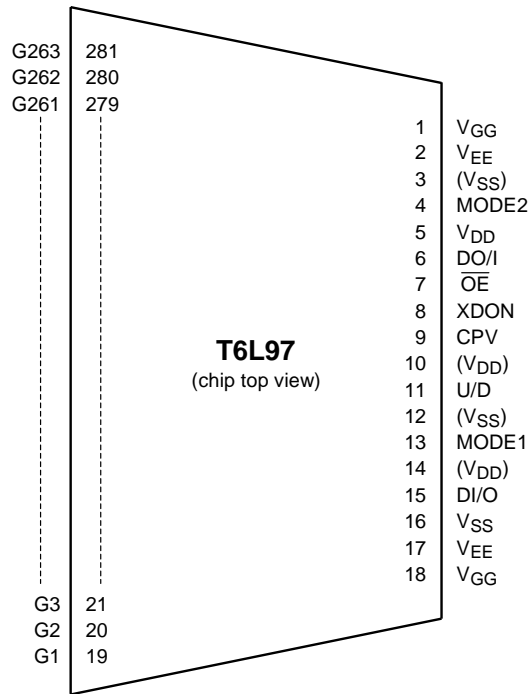 G263 281
G262 280
G261 279
1 VGG
2 VEE
3 (VSS)
4 MODE2
5 VDD
6 DO/I
7 OE
8 XDON
9 CPV
10 (VDD)
11 U/D
12 (VSS)
13 MODE1
14 (VDD)
15 DI/O
16 VSS
17 VEE
18 VGG
T6L97
(chip top view)
G3 21
G2 20
G1 19